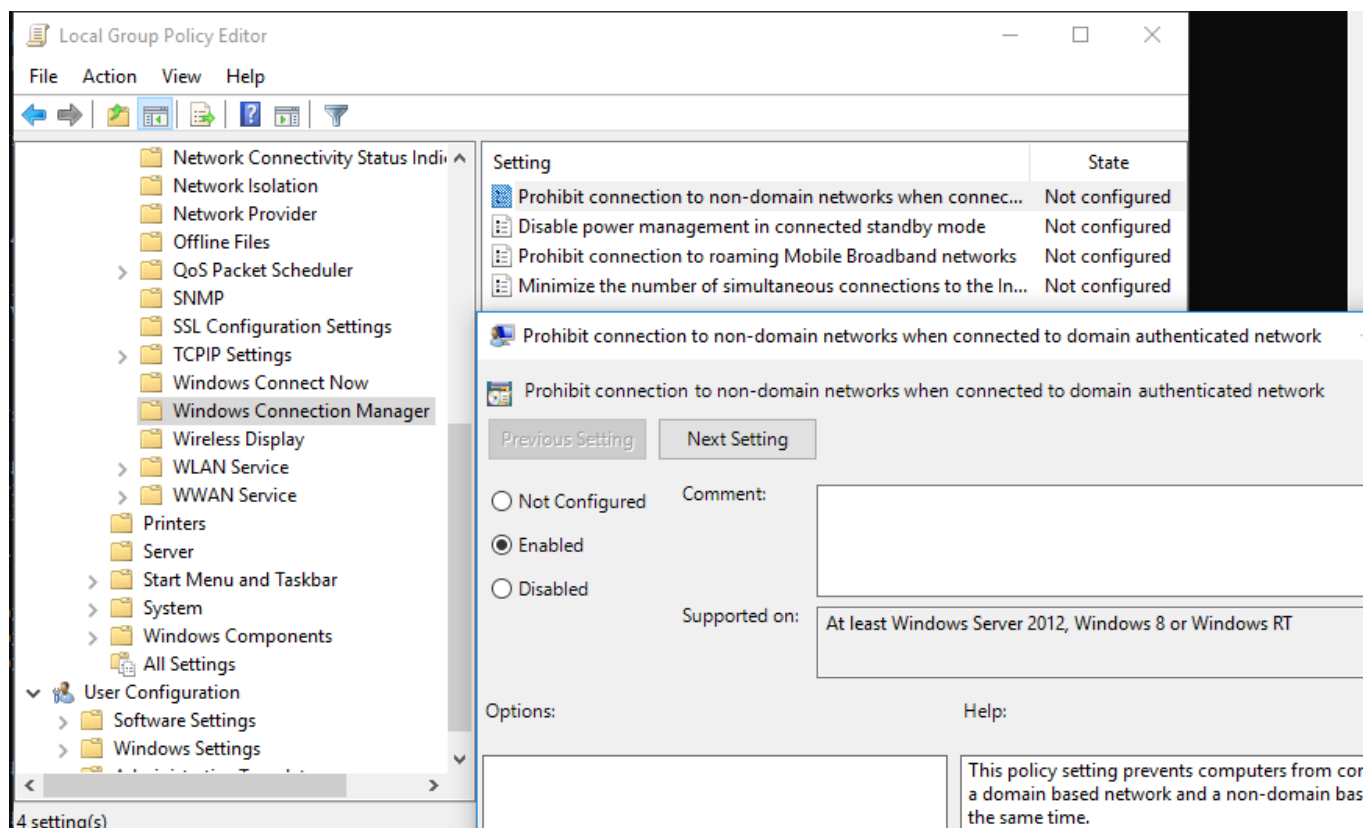 Local Group Policy Editor
File Action View Help
Network Connectivity Status Indi
Network Isolation
Network Provider
Offline Files
QoS Packet Scheduler
SNMP
SSL Configuration Settings
TCPIP Settings
Windows Connect Now
Windows Connection Manager
Wireless Display
WLAN Service
WWAN Service
Printers
Server
Start Menu and Taskbar
System
Windows Components
All Settings
User Configuration
Software Settings
Windows Settings
4 setting(s)
Setting State
Prohibit connection to non-domain networks when connec... Not configured
Disable power management in connected standby mode Not configured
Prohibit connection to roaming Mobile Broadband networks Not configured
Minimize the number of simultaneous connections to the In... Not configured
Prohibit connection to non-domain networks when connected to domain authenticated network
Prohibit connection to non-domain networks when connected to domain authenticated network
Previous Setting Next Setting
Not Configured Comment:
Enabled
Disabled
Supported on: At least Windows Server 2012, Windows 8 or Windows RT
Options: Help:
This policy setting prevents computers from cor
a domain based network and a non-domain bas
the same time.